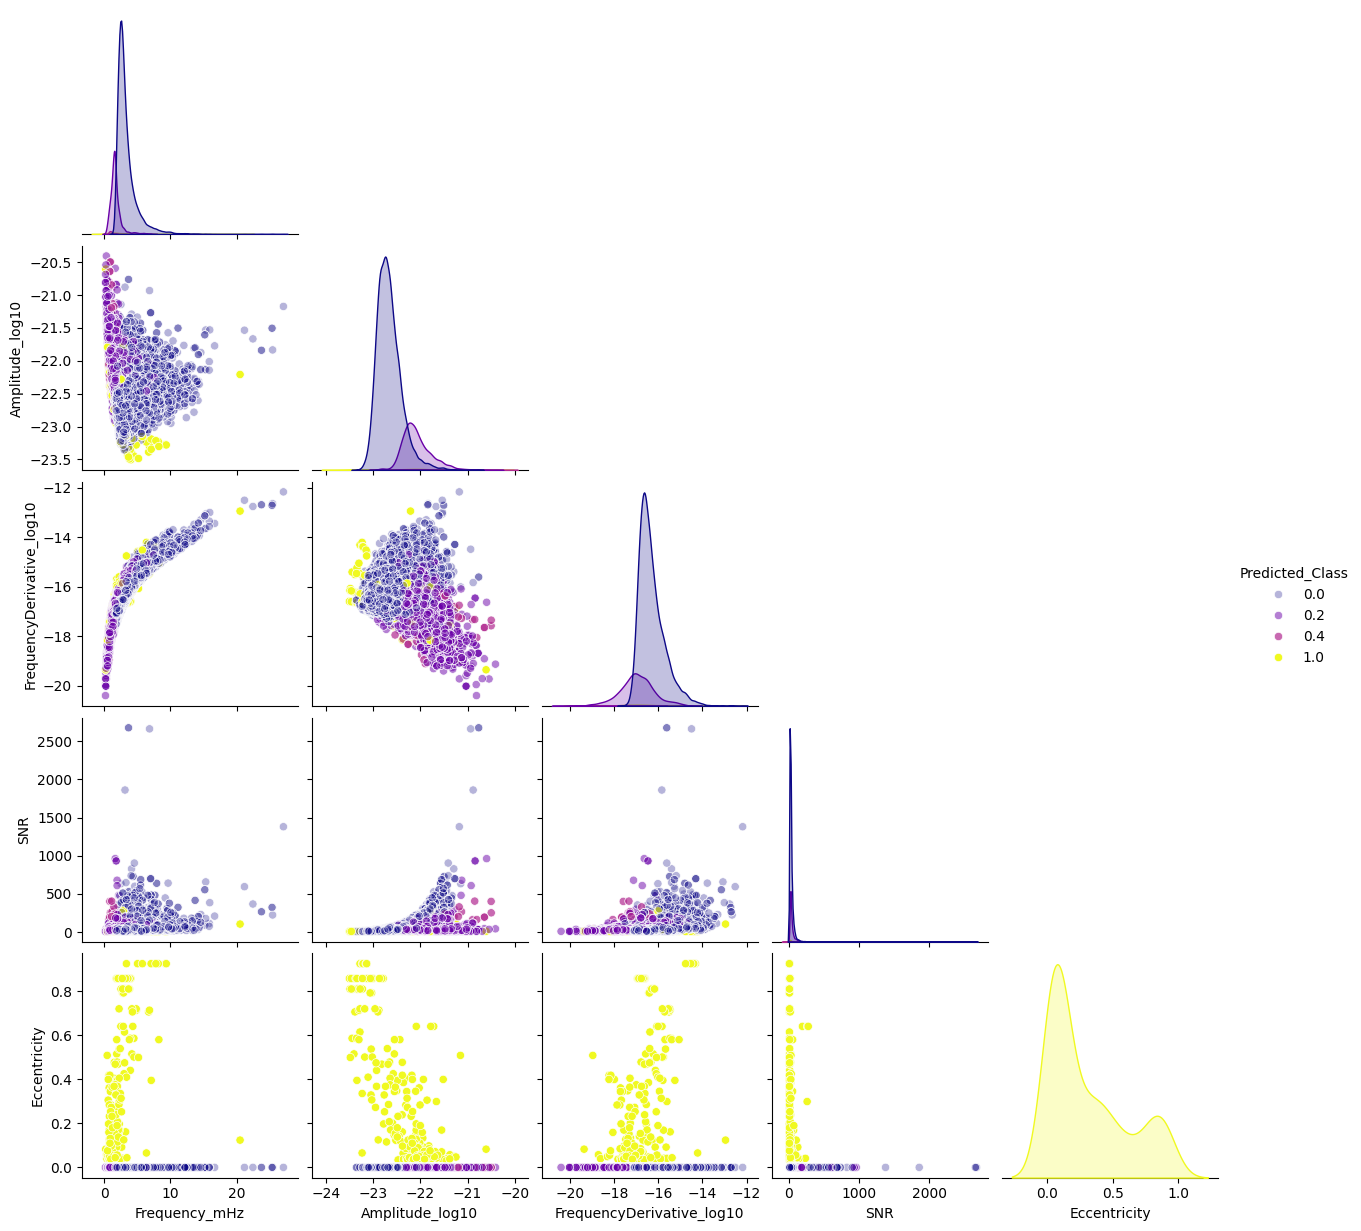 −20.5
−21.0
−21.5
−22.0
−22.5
−23.0
−23.5
Amplitude_log10
−12
−14
−16
−18
−20
FrequencyDerivative_log10
Predicted_Class
0.0
0.2
0.4
1.0
2500
2000
1500
1000
500
0
SNR
0.8
0.6
0.4
0.2
0.0
Eccentricity
0 10 20
−24 −23 −22 −21 −20
−20 −18 −16 −14 −12
0 1000 2000
0.0 0.5 1.0
Frequency_mHz
Amplitude_log10
FrequencyDerivative_log10
SNR
Eccentricity